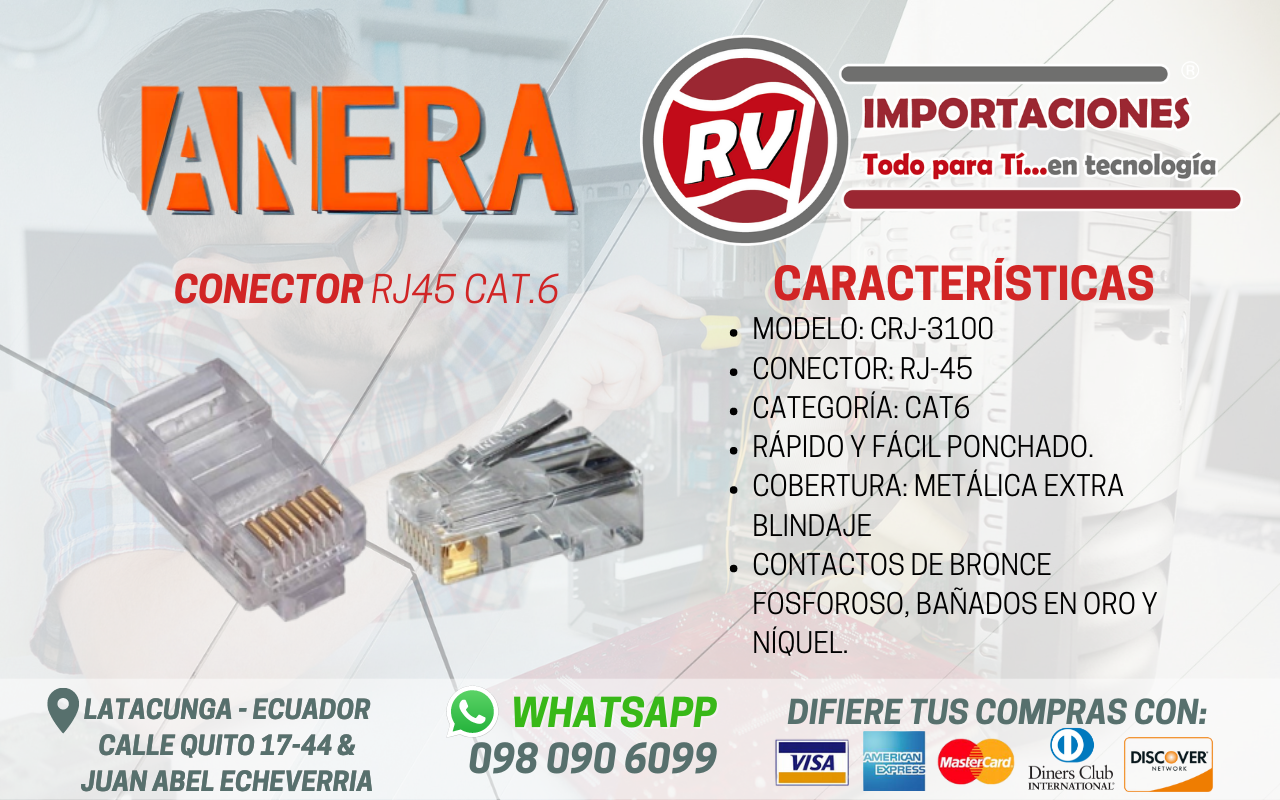 ANERA
RV
®
IMPORTACIONES
Todo para Tí...en tecnología
CONECTOR RJ45 CAT.6
CARACTERÍSTICAS
• MODELO: CRJ-3100
• CONECTOR: RJ-45
• CATEGORÍA: CAT6
• RÁPIDO Y FÁCIL PONCHADO.
• COBERTURA: METÁLICA EXTRA
BLINDAJE
• CONTACTOS DE BRONCE
FOSFOROSO, BAÑADOS EN ORO Y
NÍQUEL.
LATACUNGA - ECUADOR
CALLE QUITO 17-44 &
JUAN ABEL ECHEVERRIA
WHATSAPP
098 090 6099
DIFIERE TUS COMPRAS CON:
VISA
AMERICAN
EXPRESS
MasterCard
Diners Club
INTERNATIONAL
DISCOVER
NETWORK